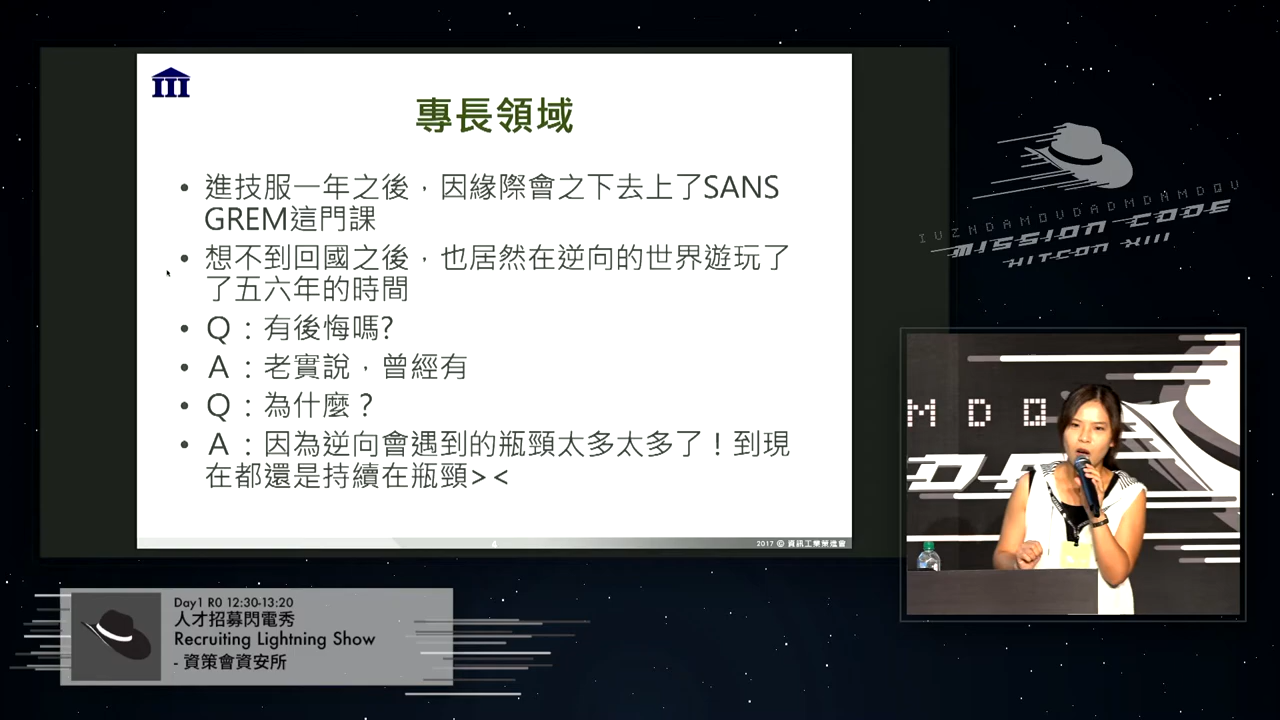 專長領域
• 進技服一年之後，因緣際會之下去上了SANS
GREM這門課
• 想不到回國之後，也居然在逆向的世界遊玩了
了五六年的時間
• Q：有後悔嗎?
• A：老實說，曾經有
• Q：為什麼？
• A：因為逆向會遇到的瓶頸太多太多了！到現
在都還是持續在瓶頸><
6
2017 © 資訊工業策進會
IUZNDAMOVDADMDAMDQU
MISSION CODE
HITCON XIII
MDQ
Day1 R0 12:30-13:20
人才招募閃電秀
Recruiting Lightning Show
- 資策會資安所